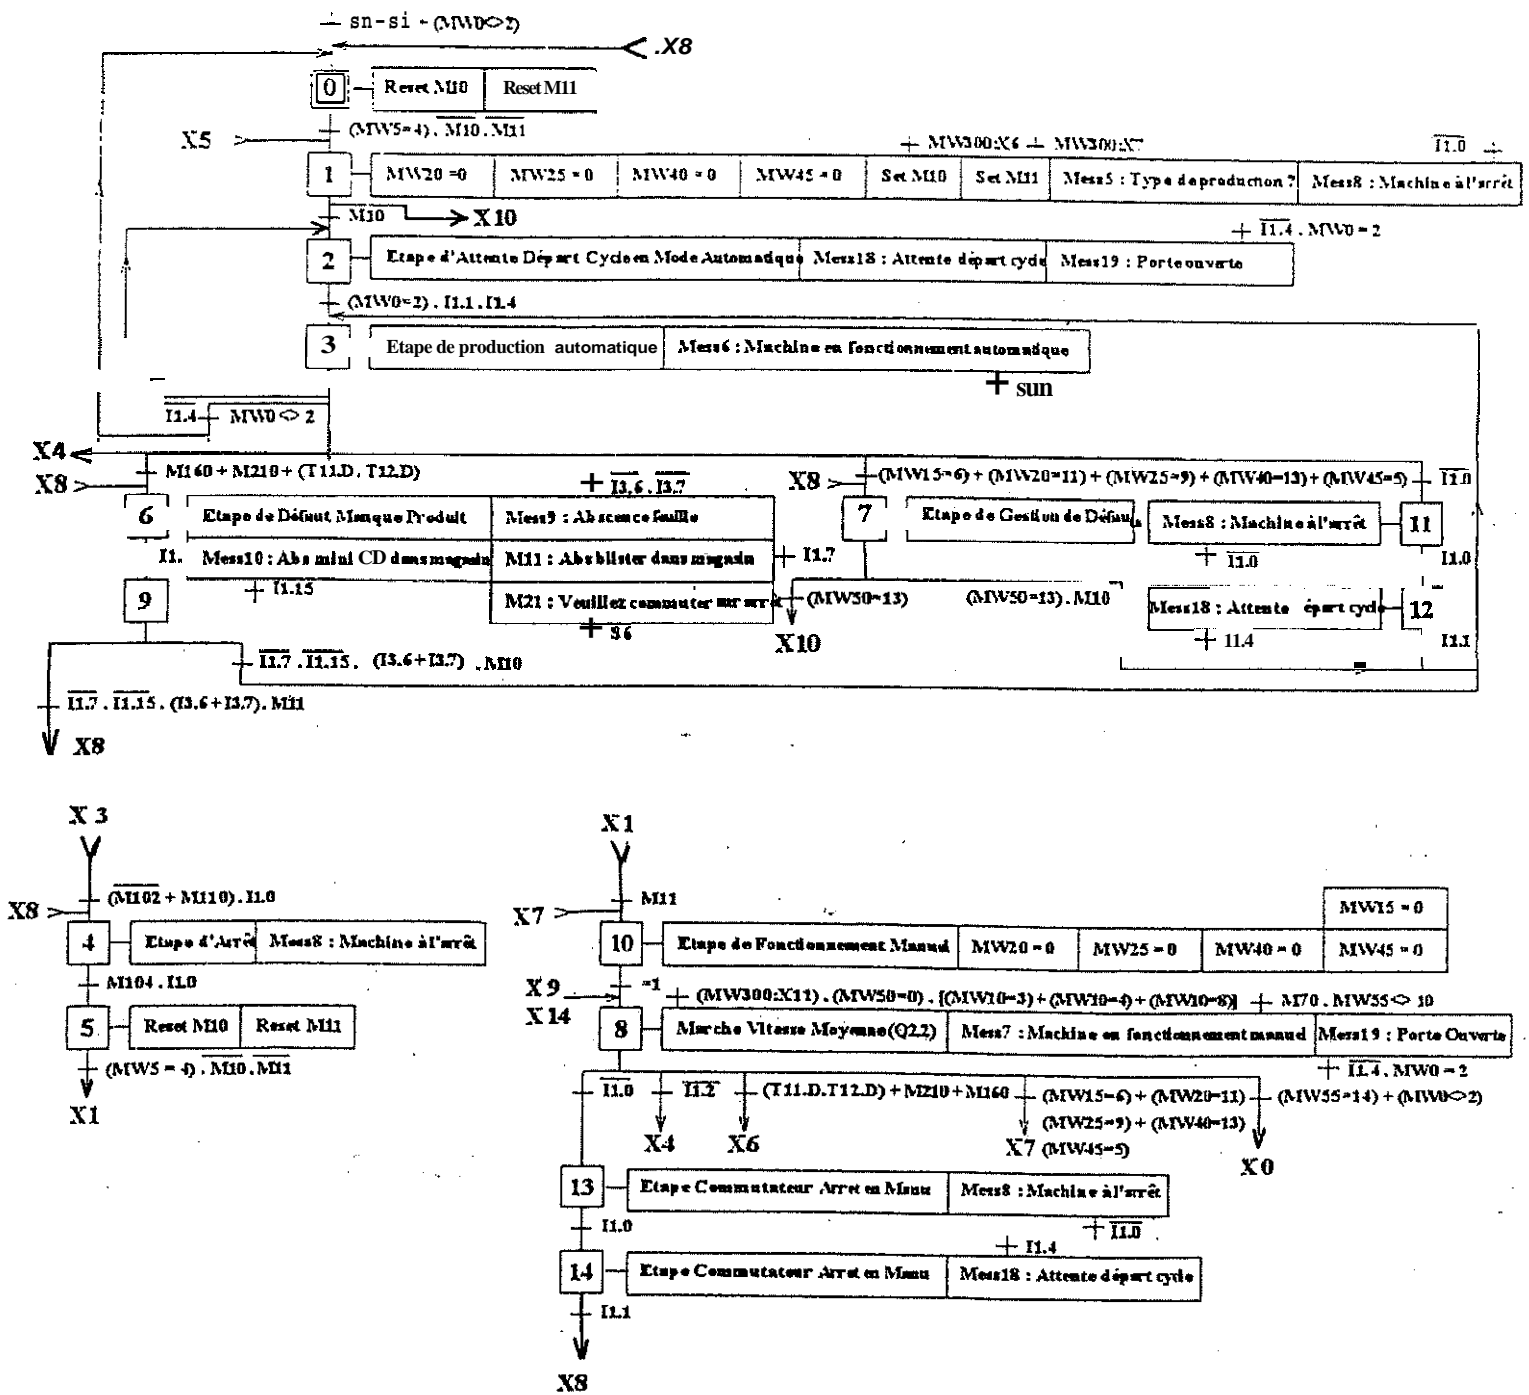 sn-si - (MW0<>2)
.X8
0
Reset M10
Reset M11
X5
(MW5=4). M10. M11
MW300:X6
MW300:X7
I1.0
1
MW20 =0
MW25 = 0
MW40 = 0
MW45 = 0
Set M10
Set M11
Mess5 : Type de production ?
Mess8 : Machine à l'arrêt
M10
X10
I1.4. MW0 = 2
2
Etape d'Attente Départ Cycle en Mode Automatique
Mess18 : Attente départ cycle
Mess19 : Porte ouverte
(MW0=2). I1.1. I1.4
3
Etape de production automatique
Mess6 : Machine en fonctionnement automatique
sun
I1.4
MW0 <> 2
X4
M160 + M210 + (T11.D. T12.D)
X8
I3.6. I3.7
X8
(MW15=6) + (MW20=11) + (MW25=9) + (MW40=13) + (MW45=5)
I1.0
6
Etape de Défaut Manque Produit
Mess9 : Abscence feuille
7
Etape de Gestion de Défauts
Mess8 : Machine à l'arrêt
11
I1.
Mess10 : Abs mini CD dans magasin
M11 : Abs blister dans magasin
I1.7
I1.0
I1.0
9
I1.15
M21 : Veuillez commuter sur arrêt
(MW50=13)
(MW50=13). M10
Mess18 : Attente épart cycle
12
S6
X10
I1.4
I1.1
I1.7. I1.15. (I3.6+I3.7) .M10
I1.7. I1.15. (I3.6+I3.7). M11
X8
X 3
X1
(M102 + M110). I1.0
X8
M11
X7
MW15 = 0
4
Etape d'Arrêt
Mess8 : Machine à l'arrêt
10
Etape de Fonctionnement Manuel
MW20 = 0
MW25 = 0
MW40 = 0
MW45 = 0
M104. I1.0
=1
X9
(MW300:X11). (MW50=0). [(MW10=3) + (MW10=4) + (MW10=8)]
M70. MW55<> 10
X14
5
Reset M10
Reset M11
8
Marche Vitesse Moyenne (Q2.2)
Mess7 : Machine en fonctionnement manuel
Mess19 : Porte Ouverte
(MW5 = 4). M10. M11
I1.4. MW0 = 2
X1
I1.0
I1.2
(T11.D.T12.D) + M210 + M160
(MW15=6) + (MW20=11)
(MW55=14) + (MW0<>2)
(MW25=9) + (MW40=13)
X4
X6
X7
(MW45=5)
X0
13
Etape Commutateur Arret en Manu
Mess8 : Machine à l'arrêt
I1.0
I1.0
I1.4
14
Etape Commutateur Arret en Manu
Mess18 : Attente départ cycle
I1.1
X8